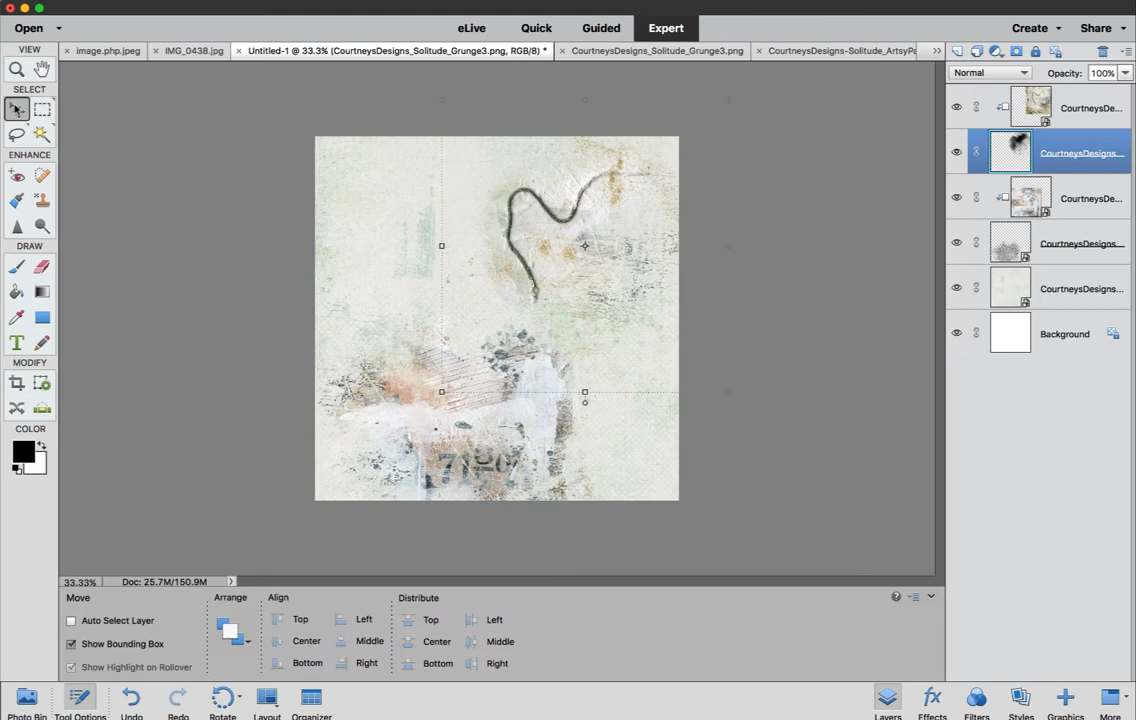 Open
eLive Quick Guided Expert
Create Share
VIEW
image.php.jpeg
IMG_0438.jpg
Untitled-1 @ 33.3% (CourtneysDesigns_Solitude_Grunge3.png, RGB/8) *
CourtneysDesigns_Solitude_Grunge3.png
CourtneysDesigns-Solitude_ArtsyPa
SELECT
ENHANCE
DRAW
MODIFY
COLOR
Normal
Opacity: 100%
CourtneysDe...
CourtneysDesigns...
CourtneysDe...
CourtneysDesigns...
CourtneysDesigns...
Background
33.33% Doc: 25.7M/150.9M
Move
Auto Select Layer
Show Bounding Box
Show Highlight on Rollover
Arrange
Align
Top Left
Center Middle
Bottom Right
Distribute
Top Left
Center Middle
Bottom Right
Photo Bin Tool Options Undo Redo Rotate Layout Organizer
Layers Effects Filters Styles Graphics More